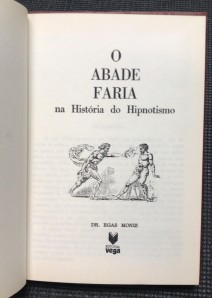 O
ABADE
FARIA
na História do Hipnotismo
DR. EGAS MONIZ
vega